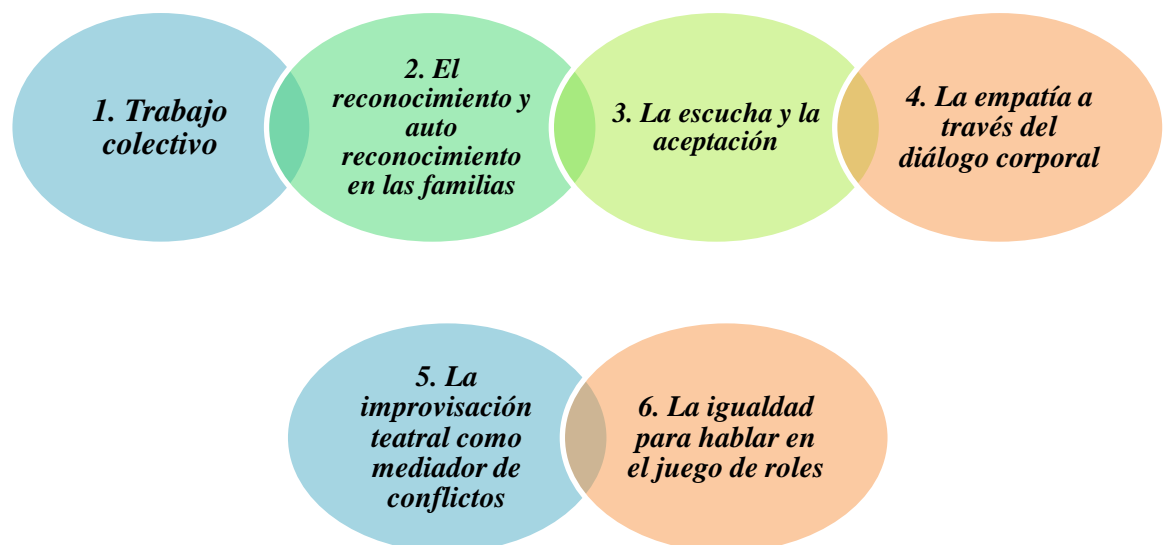 1. Trabajo
colectivo
2. El
reconocimiento y
auto
reconocimiento
en las familias
3. La escucha y la
aceptación
4. La empatía a
través del
diálogo corporal
5. La
improvisación
teatral como
mediador de
conflictos
6. La igualdad
para hablar en
el juego de roles